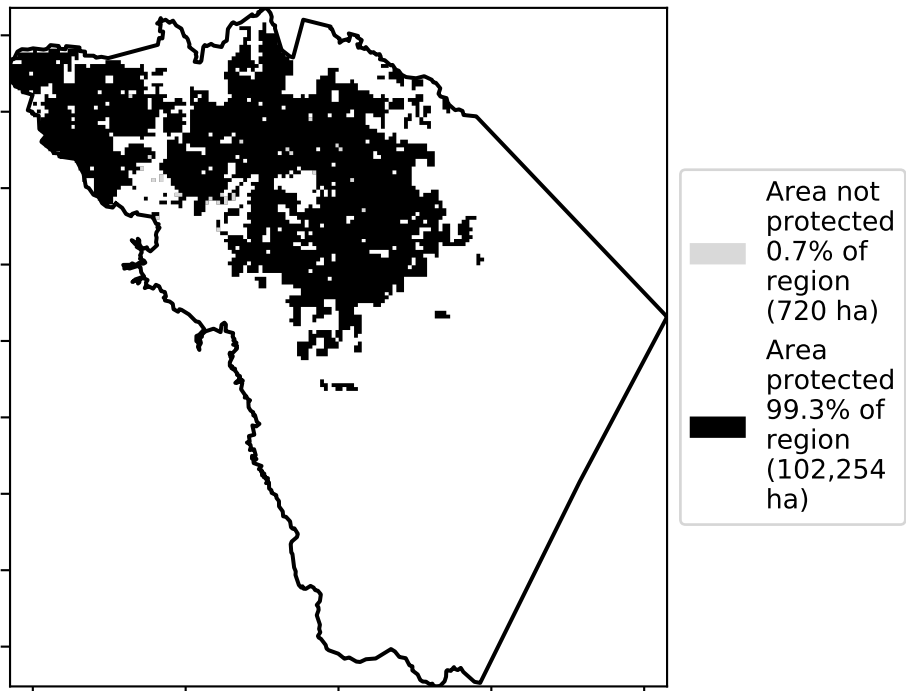 Area not
protected
0.7% of
region
(720 ha)
Area
protected
99.3% of
region
(102,254
ha)